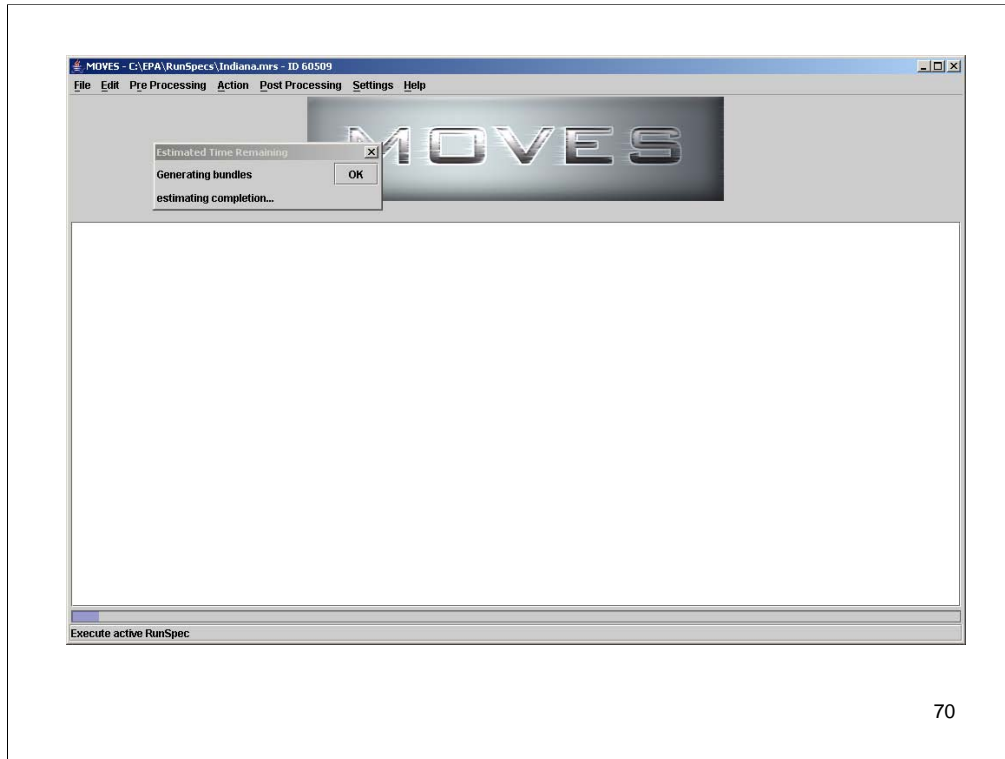 MOVES - C:\EPA\RunSpecs\Indiana.mrs - ID 60509
File Edit Pre Processing Action Post Processing Settings Help
MOVES
Estimated Time Remaining
Generating bundles OK
estimating completion...
Execute active RunSpec
70